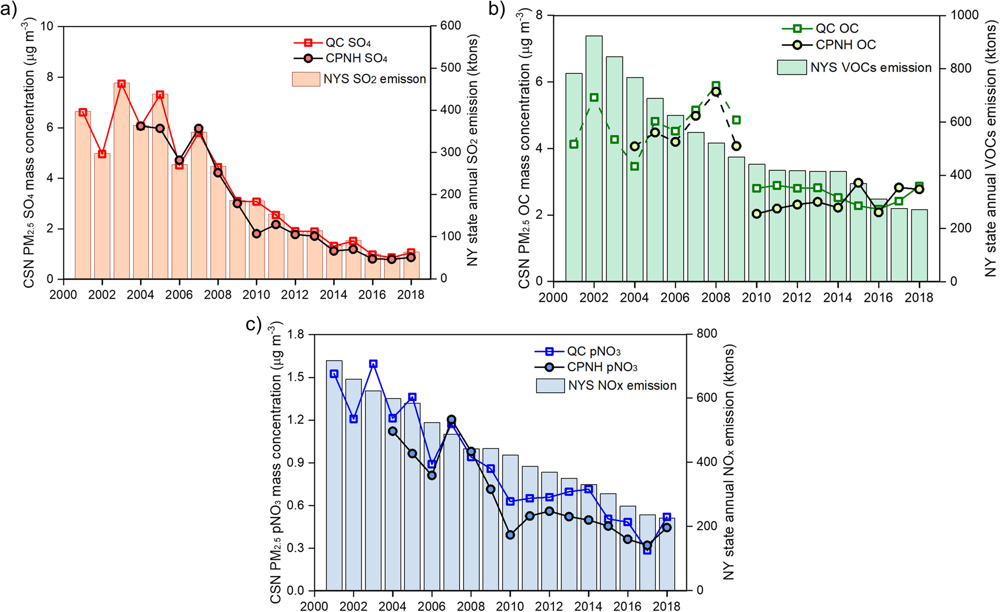 a)
CSN PM2.5 SO4 mass concentration (μg m-3)
10
8
6
4
2
0
QC SO4
CPNH SO4
NYS SO2 emisson
600
500
400
300
200
100
0
NY state annual SO2 emission (ktons)
2000 2002 2004 2006 2008 2010 2012 2014 2016 2018
b)
CSN PM2.5 OC mass concentration (μg m-3)
8
6
4
2
0
QC OC
CPNH OC
NYS VOCs emission
1000
800
600
400
200
0
NY state annual VOCs emission (ktons)
2000 2002 2004 2006 2008 2010 2012 2014 2016 2018
c)
CSN PM2.5 pNO3 mass concentration (μg m-3)
1.8
1.5
1.2
0.9
0.6
0.3
0.0
QC pNO3
CPNH pNO3
NYS NOx emission
800
600
400
200
0
NY state annual NOx emission (ktons)
2000 2002 2004 2006 2008 2010 2012 2014 2016 2018